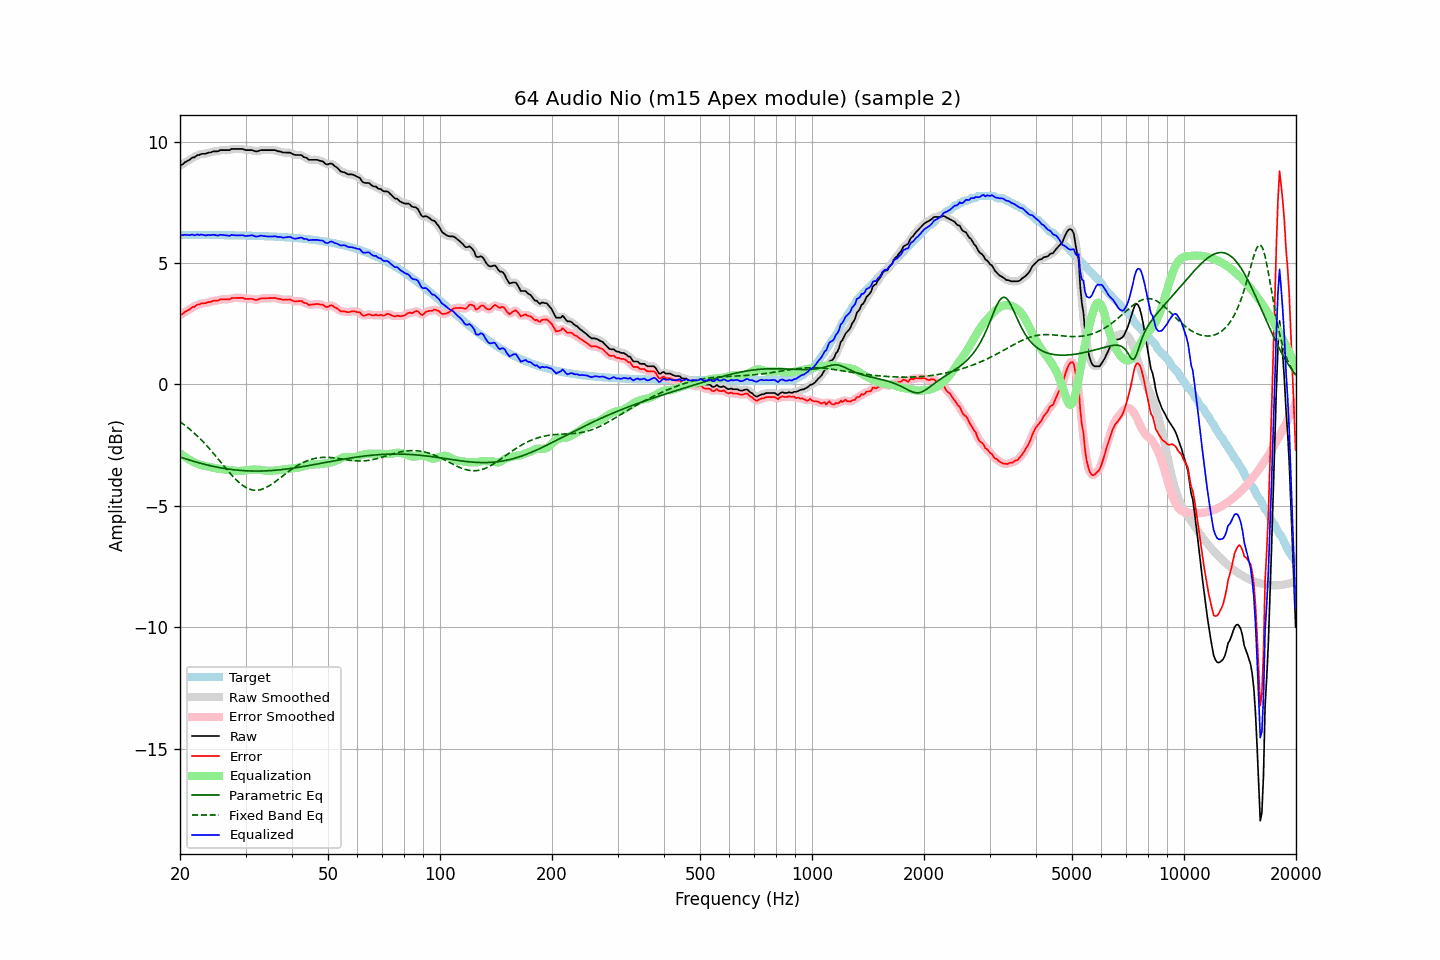 64 Audio Nio (m15 Apex module) (sample 2)
Amplitude (dBr)
10
5
0
−5
−10
−15
Target
Raw Smoothed
Error Smoothed
Raw
Error
Equalization
Parametric Eq
Fixed Band Eq
Equalized
20 50 100 200 500 1000 2000 5000 10000 20000
Frequency (Hz)